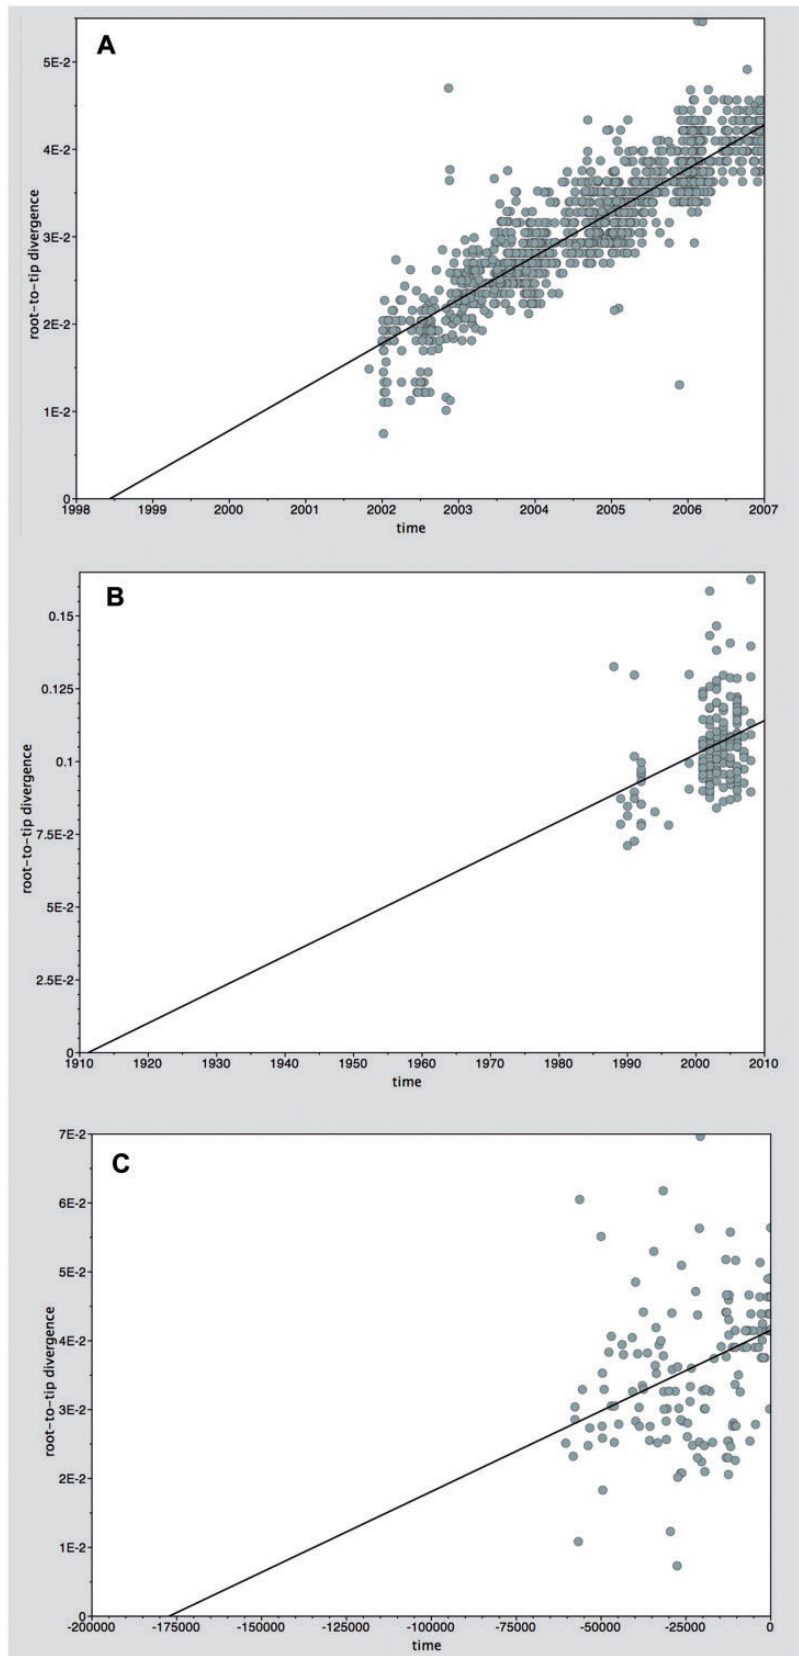 A
root-to-tip divergence
5E-2
4E-2
3E-2
2E-2
1E-2
0
1998 1999 2000 2001 2002 2003 2004 2005 2006 2007
time
B
root-to-tip divergence
0.15
0.125
0.1
7.5E-2
5E-2
2.5E-2
0
1910 1920 1930 1940 1950 1960 1970 1980 1990 2000 2010
time
C
root-to-tip divergence
7E-2
6E-2
5E-2
4E-2
3E-2
2E-2
1E-2
0
-200000 -175000 -150000 -125000 -100000 -75000 -50000 -25000 0
time